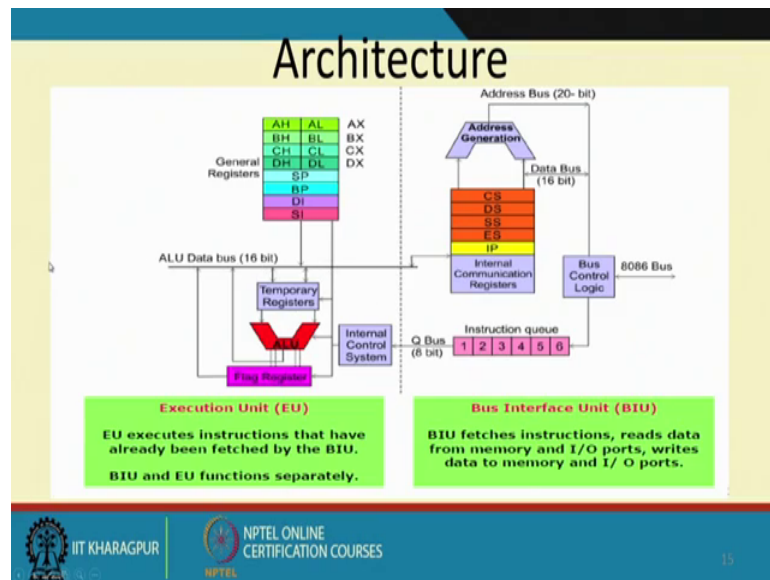 Architecture
Address Bus (20- bit)
AH AL AX
BH BL BX
CH CL CX
DH DL DX
General
Registers
SP
BP
DI
SI
Address
Generation
Data Bus
(16 bit)
CS
DS
SS
ES
IP
Internal
Communication
Registers
Bus
Control
Logic
8086 Bus
ALU Data bus (16 bit)
Temporary
Registers
ALU
Flag Register
Internal
Control
System
Q Bus
(8 bit)
Instruction queue
1 2 3 4 5 6
Execution Unit (EU)
EU executes instructions that have
already been fetched by the BIU.
BIU and EU functions separately.
Bus Interface Unit (BIU)
BIU fetches instructions, reads data
from memory and I/O ports, writes
data to memory and I/ O ports.
IIT KHARAGPUR
NPTEL
NPTEL ONLINE
CERTIFICATION COURSES
15